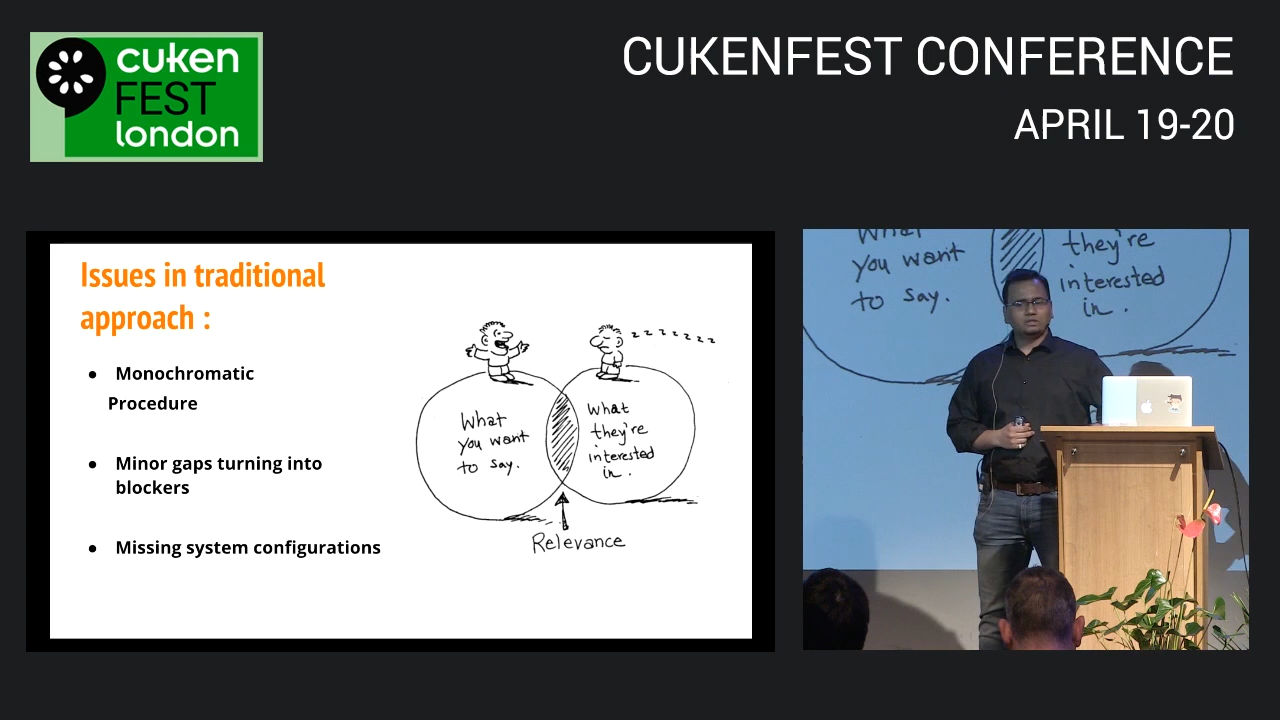 cuken
FEST
london
CUKENFEST CONFERENCE
APRIL 19-20
Issues in traditional
approach :
● Monochromatic
Procedure
● Minor gaps turning into
blockers
● Missing system configurations
z z z z z z z
What
you want
to say.
What
they're
interested
in.
Relevance
What
you want
to say.
they're
interested
in.